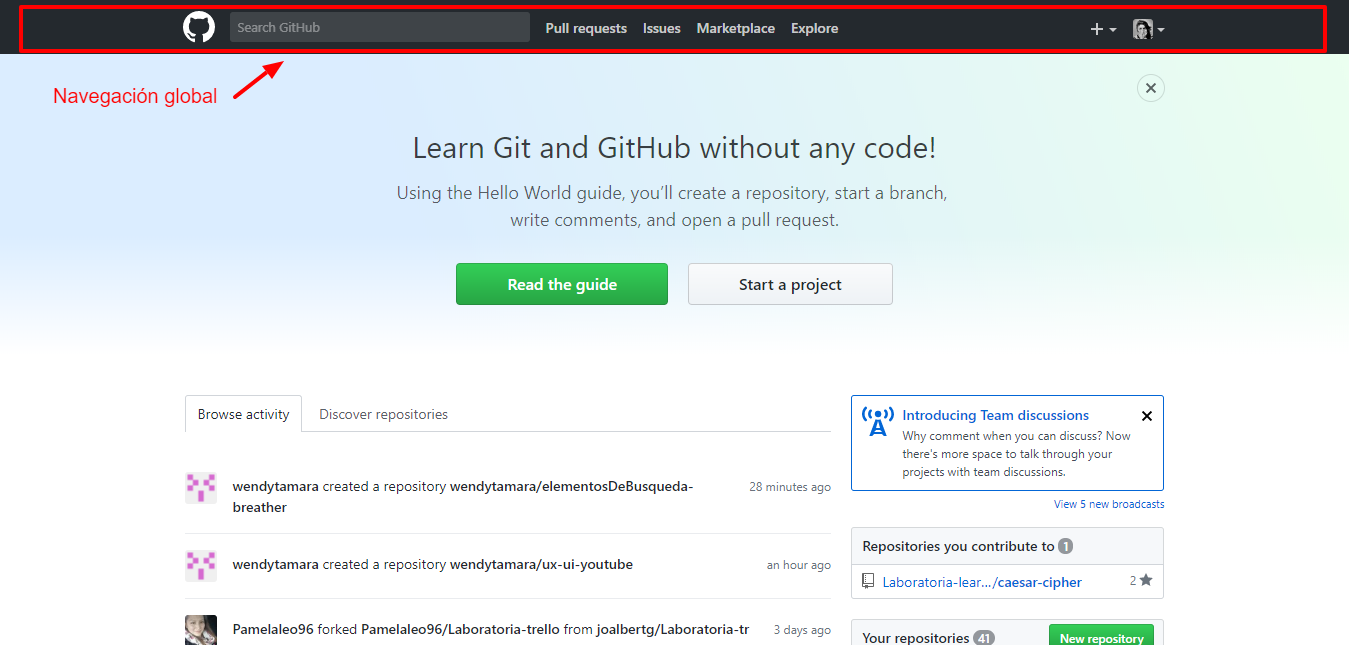 Search GitHub
Pull requests
Issues
Marketplace
Explore
Navegación global
Learn Git and GitHub without any code!
Using the Hello World guide, you’ll create a repository, start a branch,
write comments, and open a pull request.
Read the guide
Start a project
Browse activity
Discover repositories
wendytamara created a repository wendytamara/elementosDeBusqueda-
breather
28 minutes ago
wendytamara created a repository wendytamara/ux-ui-youtube
an hour ago
Pamelaleo96 forked Pamelaleo96/Laboratoria-trello from joalbertg/Laboratoria-tr
3 days ago
Introducing Team discussions
Why comment when you can discuss? Now
there's more space to talk through your
projects with team discussions.
View 5 new broadcasts
Repositories you contribute to 1
Laboratoria-lear…/caesar-cipher
2
Your repositories 41
New repository